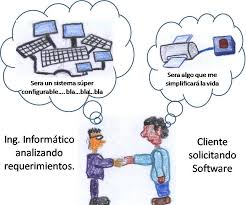 Sera un sistema súper
configurable....bla...bla...bla
Sera algo que me
simplificará la vida
Ing. Informático
analizando
requerimientos.
Cliente
solicitando
Software